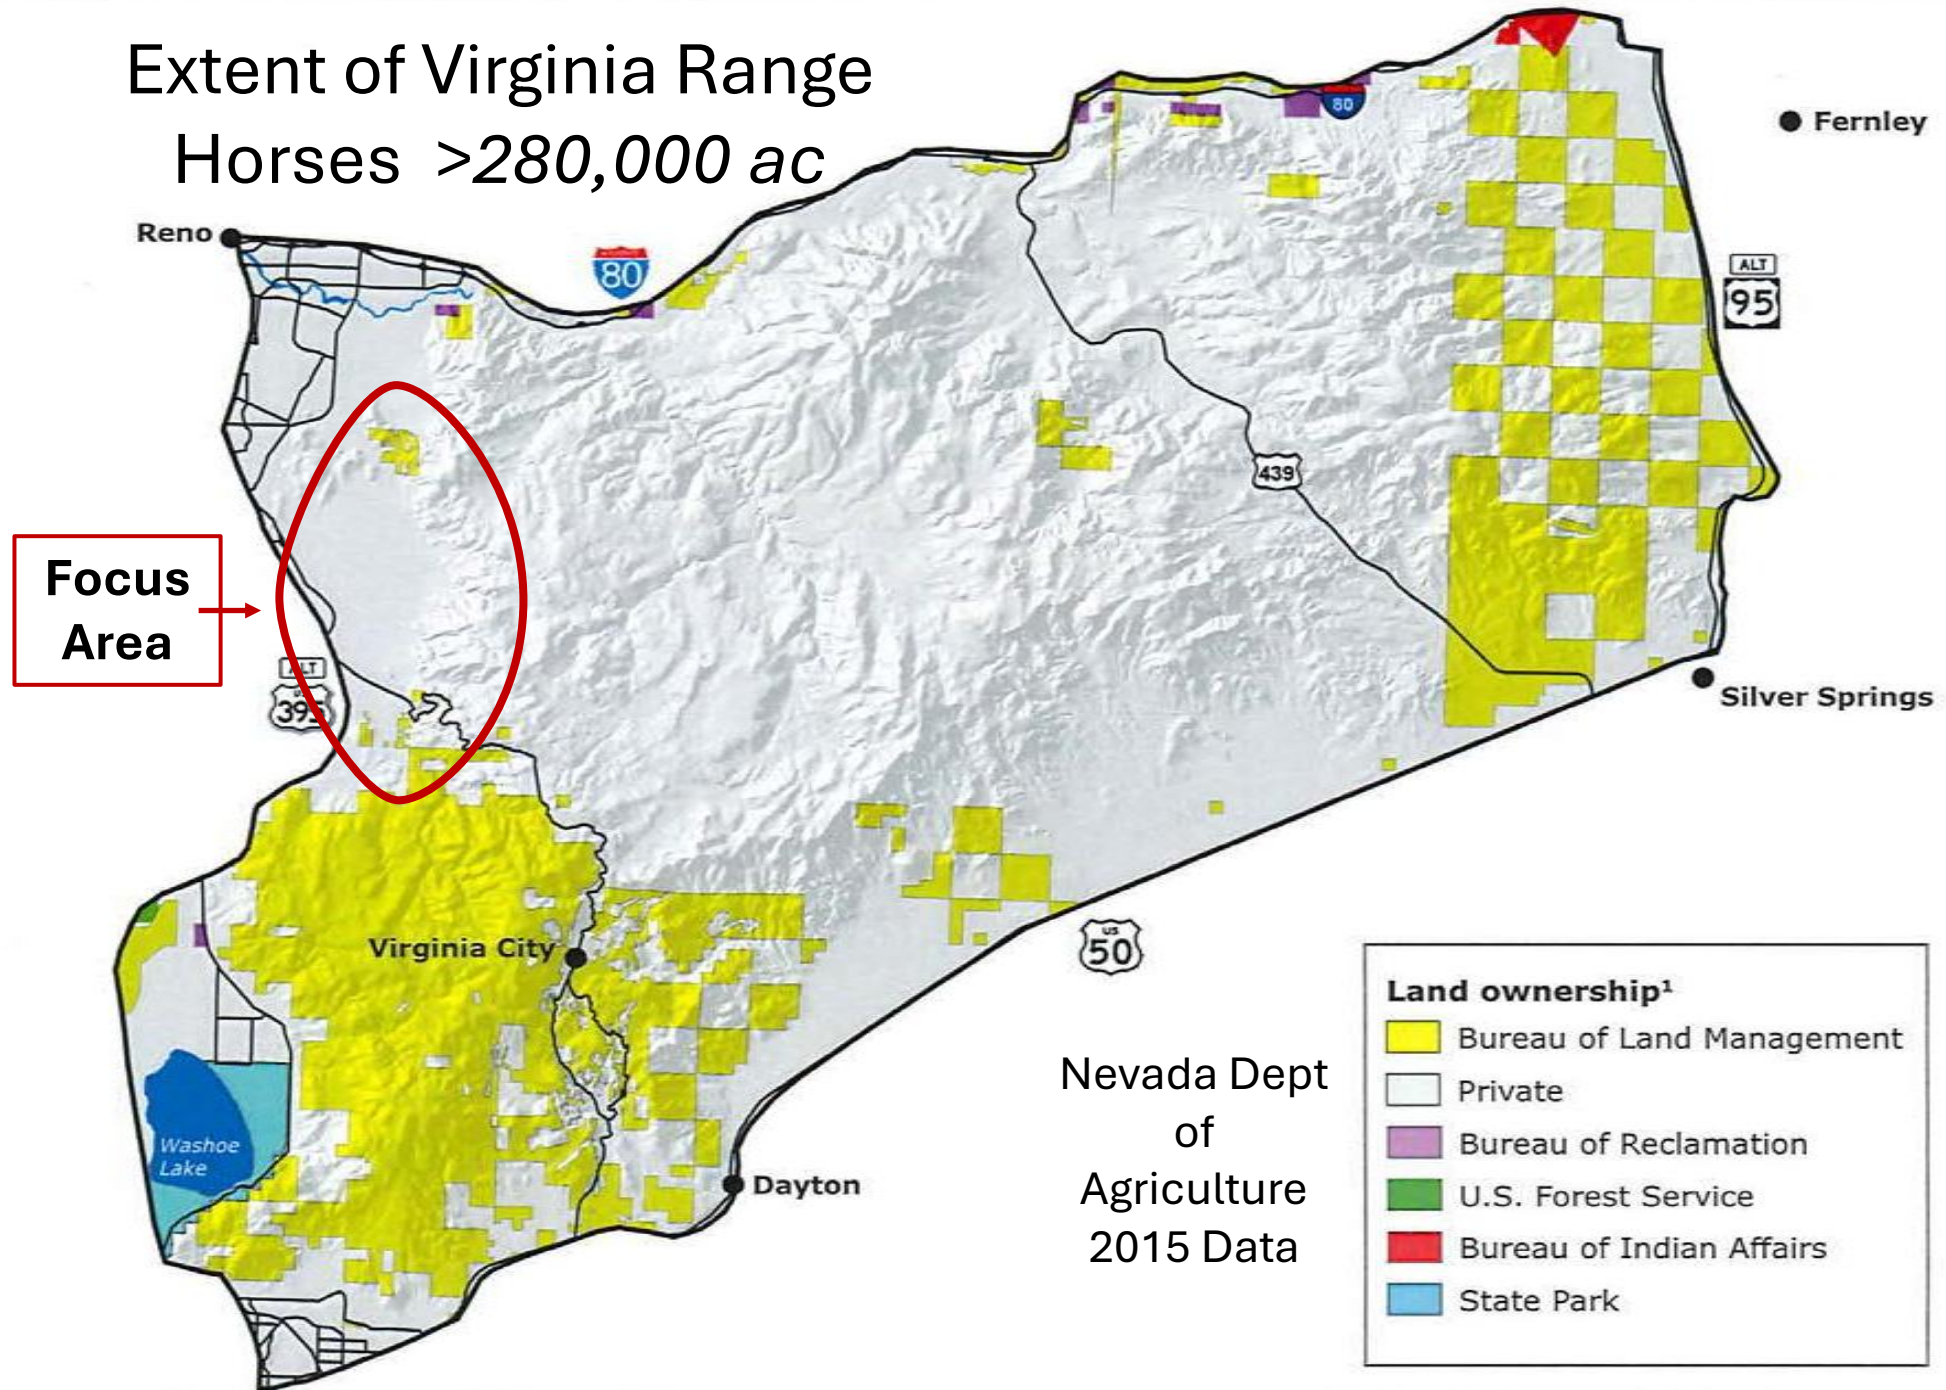 Extent of Virginia Range
Horses >280,000 ac
Fernley
80
Reno
80
ALT
95
439
Focus
Area
ALT
395
Silver Springs
Virginia City
US
50
Land ownership¹
Bureau of Land Management
Private
Bureau of Reclamation
U.S. Forest Service
Bureau of Indian Affairs
State Park
Nevada Dept
of
Agriculture
2015 Data
Washoe
Lake
Dayton